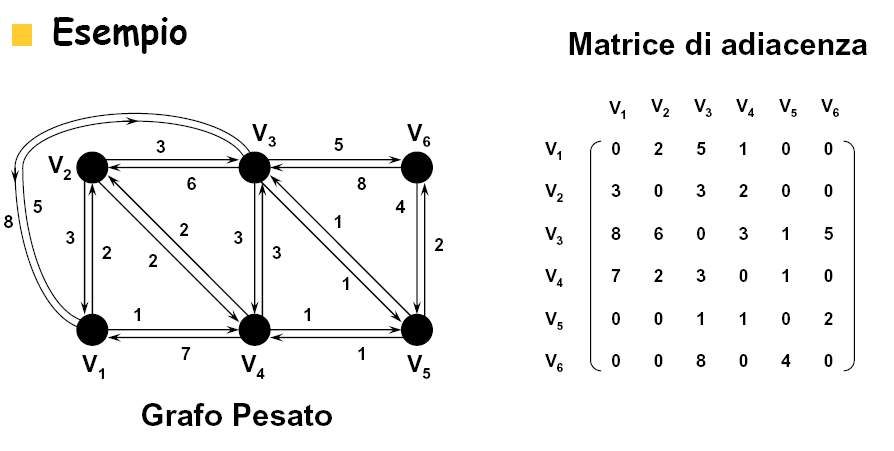 Esempio
Matrice di adiacenza
V1 V2 V3 V4 V5 V6
V1 0 2 5 1 0 0
V2 3 0 3 2 0 0
V3 8 6 0 3 1 5
V4 7 2 3 0 1 0
V5 0 0 1 1 0 2
V6 0 0 8 0 4 0
V3 V6
3 5
V2
6 8
8 5 4
3 2 2 3 1 2
2 3 1
1 1
7 1
V1 V4 V5
Grafo Pesato